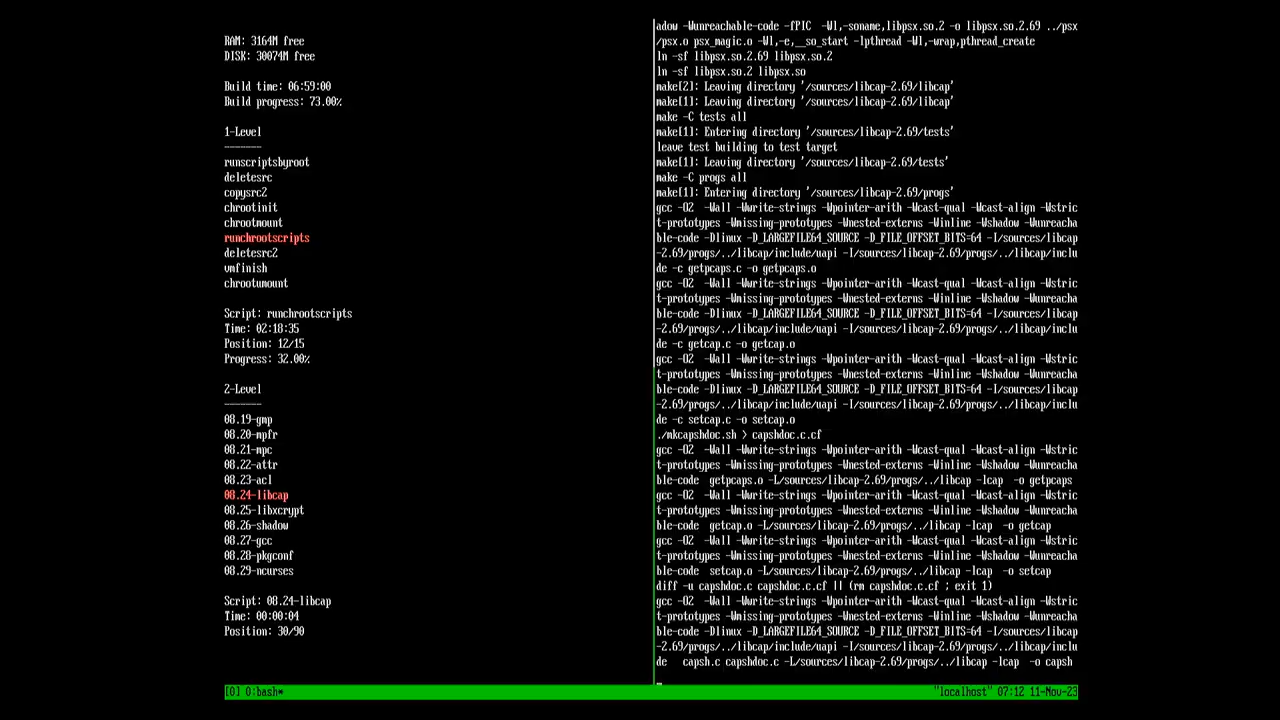 RAM: 3164M free
DISK: 30074M free
Build time: 06:59:00
Build progress: 73.00%
1-Level
-------
runscriptsbyroot
deletesrc
copysrc2
chrootinit
chrootmount
runchrootscripts
deletesrc2
vmfinish
chrootumount
Script: runchrootscripts
Time: 02:18:35
Position: 12/15
Progress: 32.00%
2-Level
-------
08.19-gmp
08.20-mpfr
08.21-mpc
08.22-attr
08.23-acl
08.24-libcap
08.25-libxcrypt
08.26-shadow
08.27-gcc
08.28-pkgconf
08.29-ncurses
Script: 08.24-libcap
Time: 00:00:04
Position: 30/90
adow -Wunreachable-code -fPIC  -Wl,-soname,libpsx.so.2 -o libpsx.so.2.69 ../psx
/psx.o psx_magic.o -Wl,-e,__so_start -lpthread -Wl,-wrap,pthread_create
ln -sf libpsx.so.2.69 libpsx.so.2
ln -sf libpsx.so.2 libpsx.so
make[2]: Leaving directory '/sources/libcap-2.69/libcap'
make[1]: Leaving directory '/sources/libcap-2.69/libcap'
make -C tests all
make[1]: Entering directory '/sources/libcap-2.69/tests'
leave test building to test target
make[1]: Leaving directory '/sources/libcap-2.69/tests'
make -C progs all
make[1]: Entering directory '/sources/libcap-2.69/progs'
gcc -O2  -Wall -Wwrite-strings -Wpointer-arith -Wcast-qual -Wcast-align -Wstric
t-prototypes -Wmissing-prototypes -Wnested-externs -Winline -Wshadow -Wunreacha
ble-code -Dlinux -D_LARGEFILE64_SOURCE -D_FILE_OFFSET_BITS=64 -I/sources/libcap
-2.69/progs/../libcap/include/uapi -I/sources/libcap-2.69/progs/../libcap/inclu
de -c getpcaps.c -o getpcaps.o
gcc -O2  -Wall -Wwrite-strings -Wpointer-arith -Wcast-qual -Wcast-align -Wstric
t-prototypes -Wmissing-prototypes -Wnested-externs -Winline -Wshadow -Wunreacha
ble-code -Dlinux -D_LARGEFILE64_SOURCE -D_FILE_OFFSET_BITS=64 -I/sources/libcap
-2.69/progs/../libcap/include/uapi -I/sources/libcap-2.69/progs/../libcap/inclu
de -c getcap.c -o getcap.o
gcc -O2  -Wall -Wwrite-strings -Wpointer-arith -Wcast-qual -Wcast-align -Wstric
t-prototypes -Wmissing-prototypes -Wnested-externs -Winline -Wshadow -Wunreacha
ble-code -Dlinux -D_LARGEFILE64_SOURCE -D_FILE_OFFSET_BITS=64 -I/sources/libcap
-2.69/progs/../libcap/include/uapi -I/sources/libcap-2.69/progs/../libcap/inclu
de -c setcap.c -o setcap.o
./mkcapshdoc.sh > capshdoc.c.cf
gcc -O2  -Wall -Wwrite-strings -Wpointer-arith -Wcast-qual -Wcast-align -Wstric
t-prototypes -Wmissing-prototypes -Wnested-externs -Winline -Wshadow -Wunreacha
ble-code  getpcaps.o -L/sources/libcap-2.69/progs/../libcap -lcap  -o getpcaps
gcc -O2  -Wall -Wwrite-strings -Wpointer-arith -Wcast-qual -Wcast-align -Wstric
t-prototypes -Wmissing-prototypes -Wnested-externs -Winline -Wshadow -Wunreacha
ble-code  getcap.o -L/sources/libcap-2.69/progs/../libcap -lcap  -o getcap
gcc -O2  -Wall -Wwrite-strings -Wpointer-arith -Wcast-qual -Wcast-align -Wstric
t-prototypes -Wmissing-prototypes -Wnested-externs -Winline -Wshadow -Wunreacha
ble-code  setcap.o -L/sources/libcap-2.69/progs/../libcap -lcap  -o setcap
diff -u capshdoc.c capshdoc.c.cf || (rm capshdoc.c.cf ; exit 1)
gcc -O2  -Wall -Wwrite-strings -Wpointer-arith -Wcast-qual -Wcast-align -Wstric
t-prototypes -Wmissing-prototypes -Wnested-externs -Winline -Wshadow -Wunreacha
ble-code -Dlinux -D_LARGEFILE64_SOURCE -D_FILE_OFFSET_BITS=64 -I/sources/libcap
-2.69/progs/../libcap/include/uapi -I/sources/libcap-2.69/progs/../libcap/inclu
de   capsh.c capshdoc.c -L/sources/libcap-2.69/progs/../libcap -lcap  -o capsh
[0] 0:bash* "localhost" 07:12 11-Nov-23